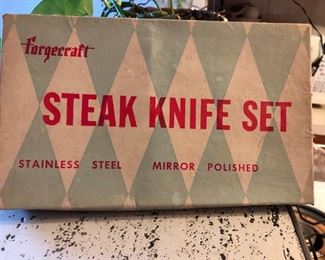 Forgecraft
STEAK KNIFE SET
STAINLESS STEEL MIRROR POLISHED